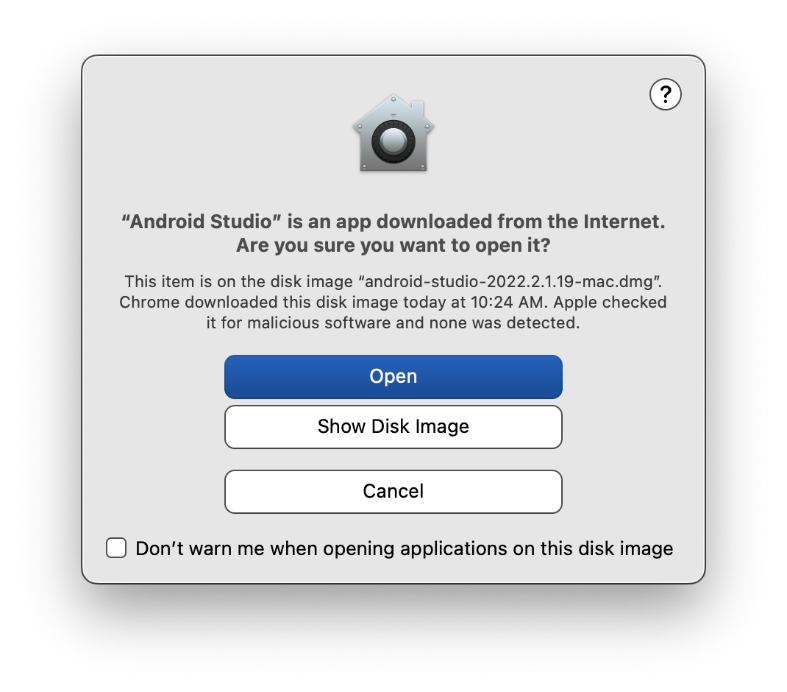 ?
“Android Studio” is an app downloaded from the Internet.
Are you sure you want to open it?
This item is on the disk image “android-studio-2022.2.1.19-mac.dmg”.
Chrome downloaded this disk image today at 10:24 AM. Apple checked
it for malicious software and none was detected.
Open
Show Disk Image
Cancel
Don’t warn me when opening applications on this disk image